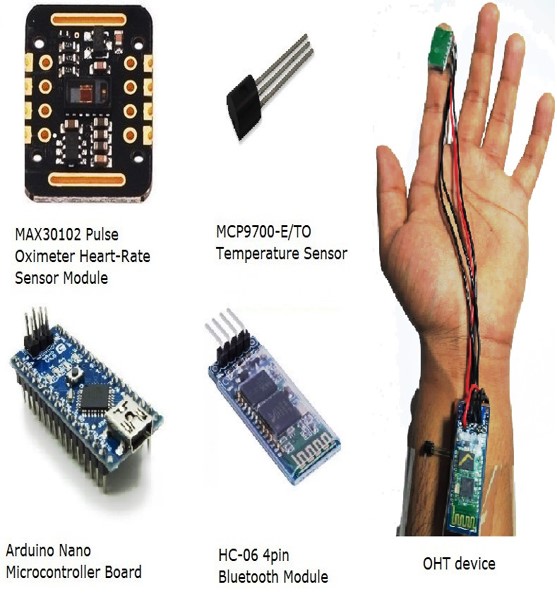 MAX30102 Pulse
Oximeter Heart-Rate
Sensor Module
MCP9700-E/TO
Temperature Sensor
Arduino Nano
Microcontroller Board
HC-06 4pin
Bluetooth Module
OHT device